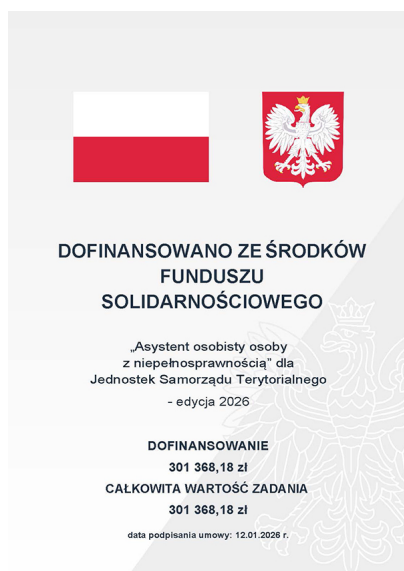 DOFINANSOWANO ZE ŚRODKÓW
FUNDUSZU
SOLIDARNOŚCIOWEGO
„Asystent osobisty osoby
z niepełnosprawnością” dla
Jednostek Samorządu Terytorialnego
- edycja 2026
DOFINANSOWANIE
301 368,18 zł
CAŁKOWITA WARTOŚĆ ZADANIA
301 368,18 zł
data podpisania umowy: 12.01.2026 r.